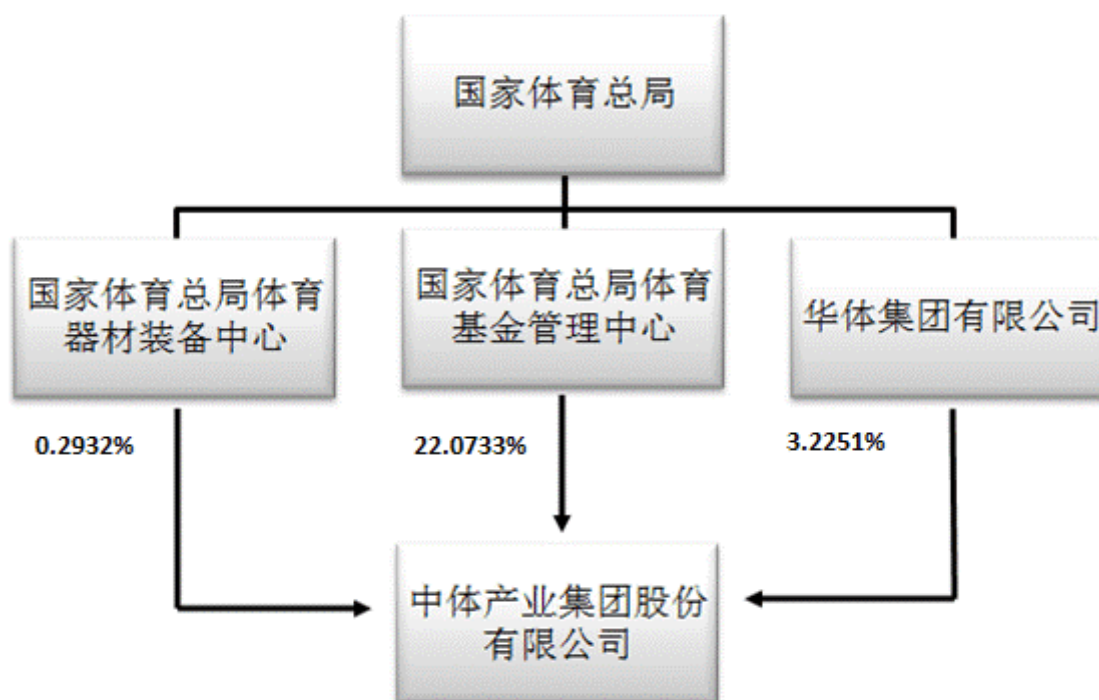 国家体育总局
国家体育总局体育
器材装备中心
国家体育总局体育
基金管理中心
华体集团有限公司
0.2932%
22.0733%
3.2251%
中体产业集团股份
有限公司